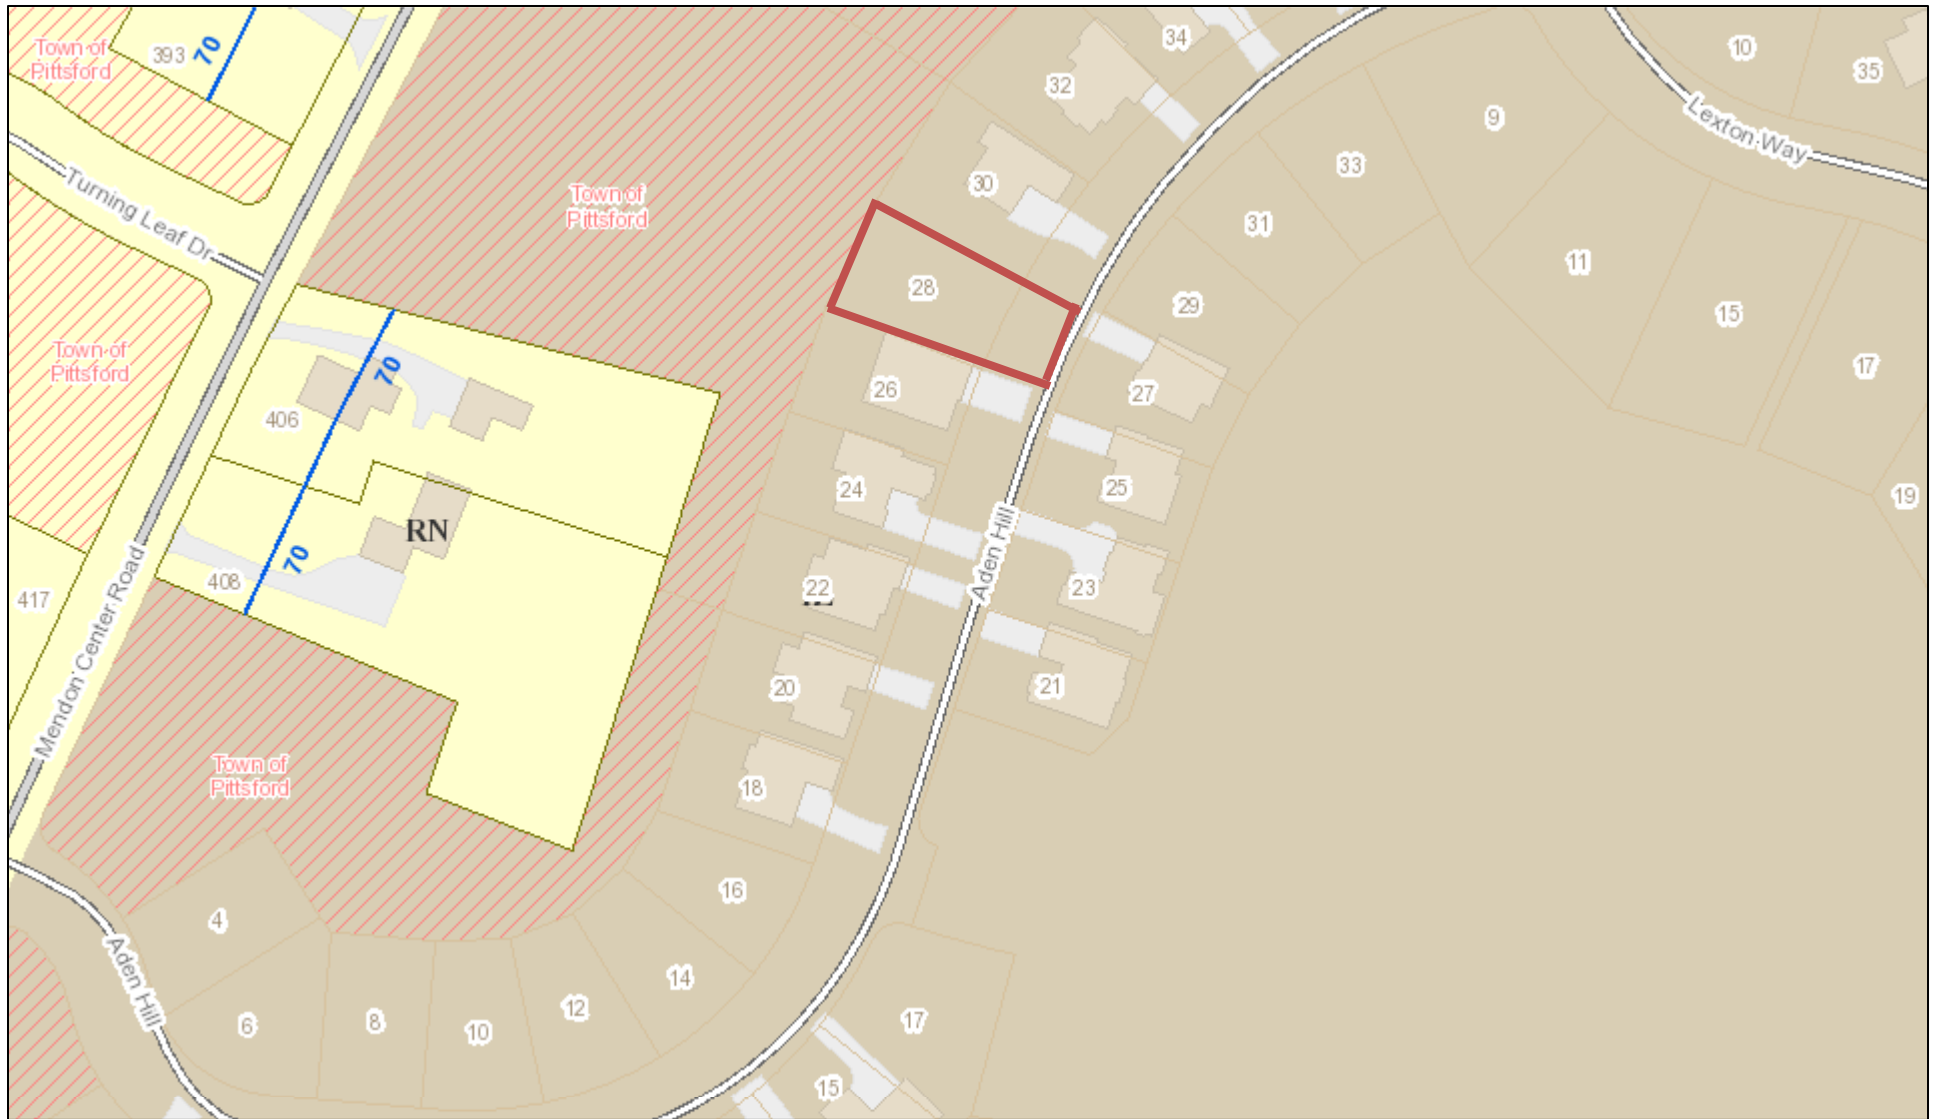 34
10
35
Town of
Pittsford
393
70
32
9
Lexton Way
33
30
Turning Leaf Dr
Town of
Pittsford
31
11
28
29
15
Town of
Pittsford
70
17
26
27
406
24
25
19
RN
Aden Hill
70
408
22
23
417
Mendon Center Road
20
21
Town of
Pittsford
18
16
4
14
Aden Hill
12
6
8
10
17
15